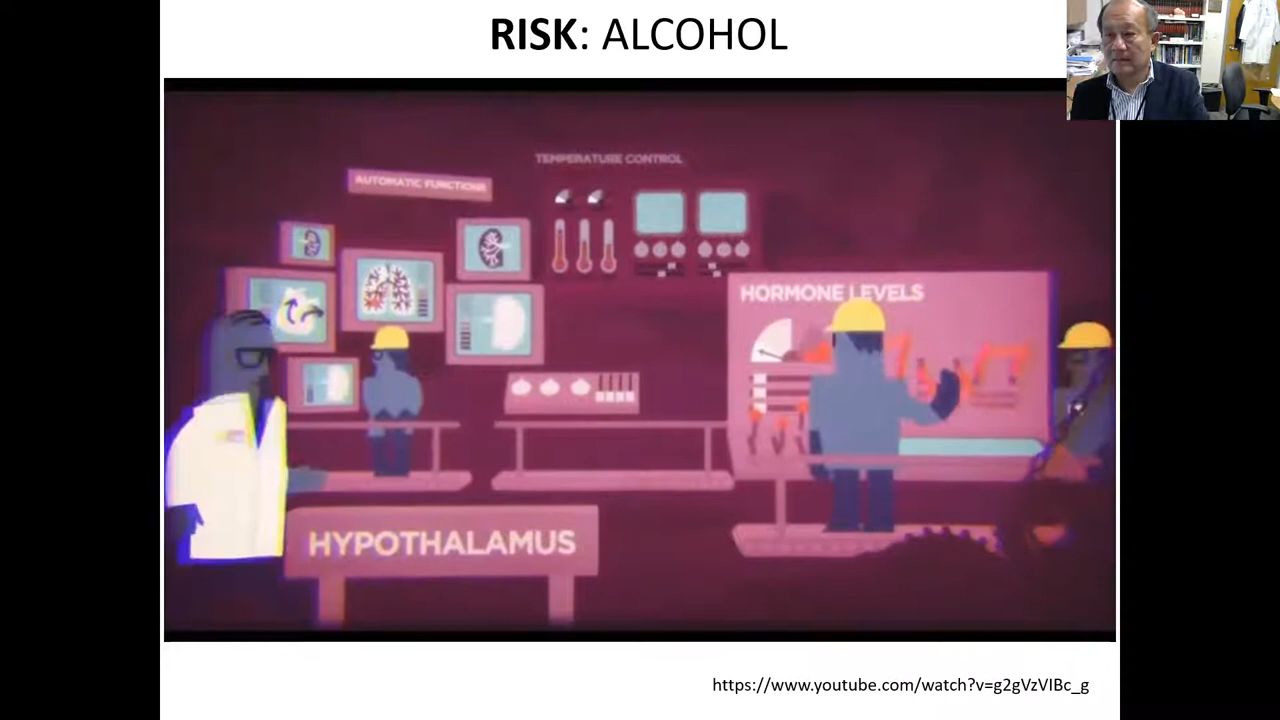 RISK: ALCOHOL
TEMPERATURE CONTROL
AUTOMATIC FUNCTIONS
HORMONE LEVELS
HYPOTHALAMUS
https://www.youtube.com/watch?v=g2gVzVIBc_g